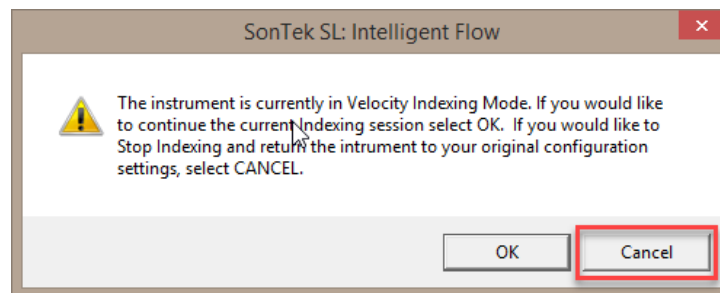 SonTek SL: Intelligent Flow
The instrument is currently in Velocity Indexing Mode. If you would like
to continue the current Indexing session select OK.  If you would like to
Stop Indexing and return the intrument to your original configuration
settings, select CANCEL.
OK
Cancel